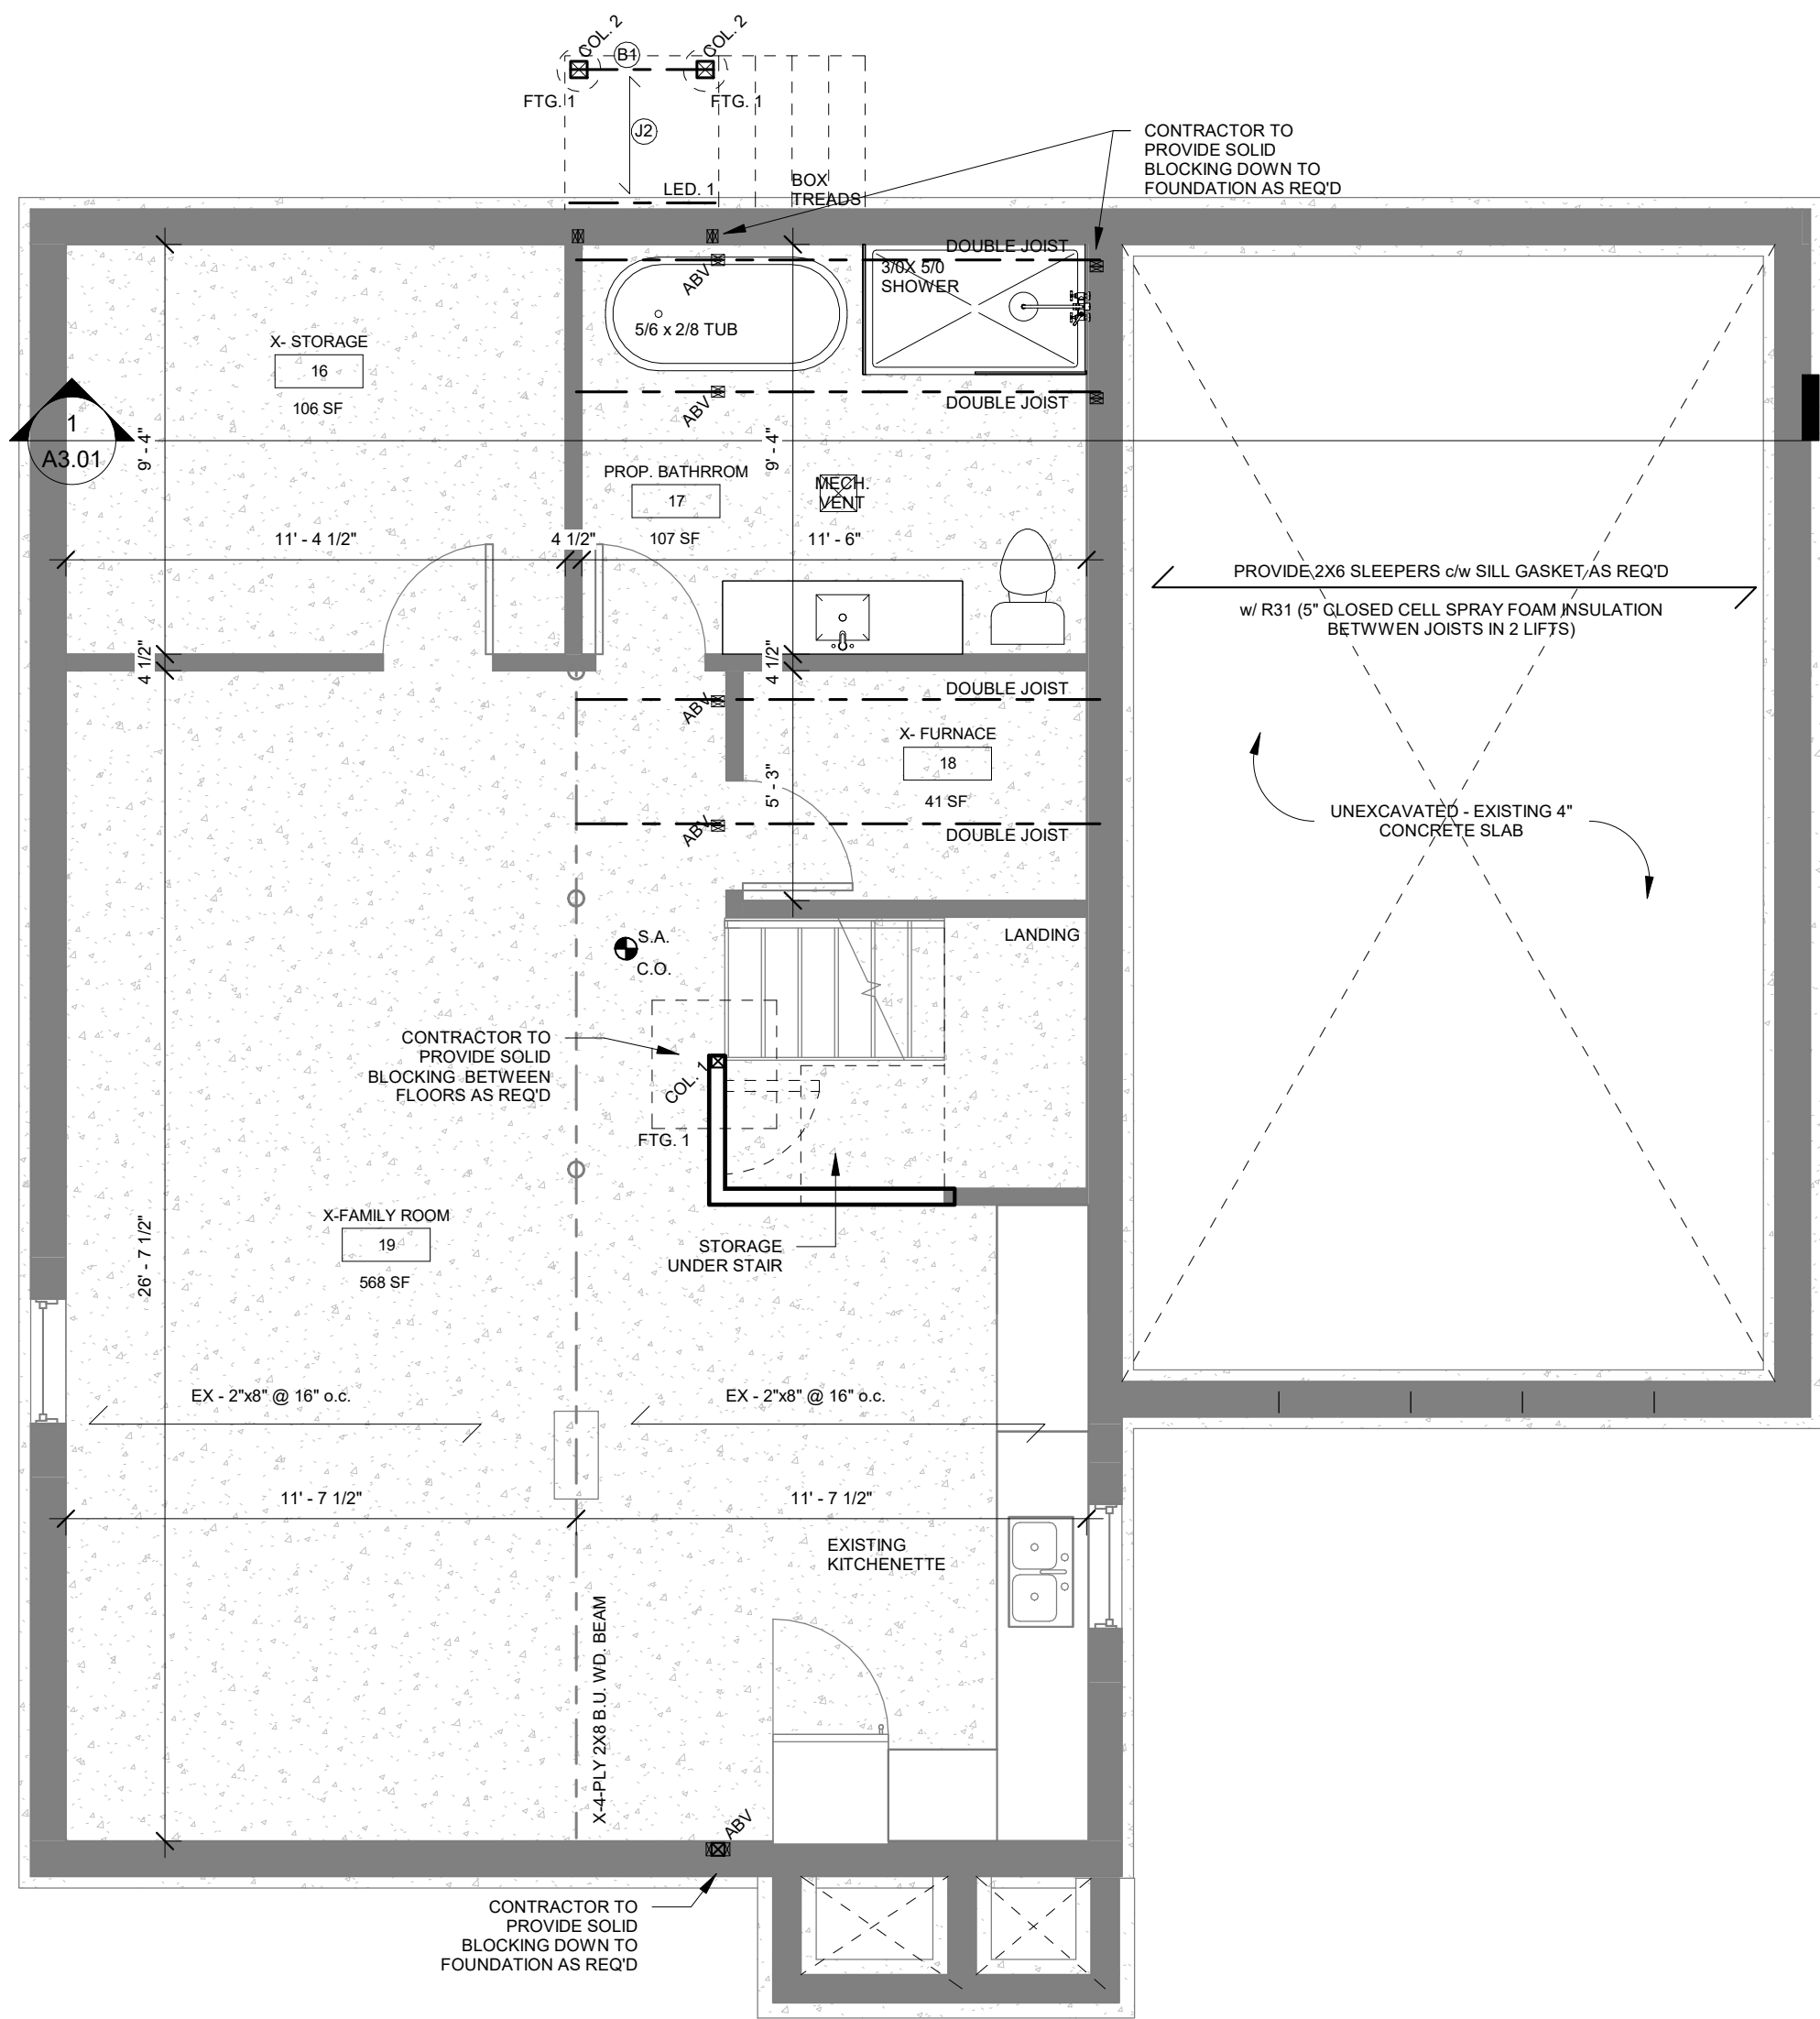 COL. 2
B1
COL. 2
FTG. 1
FTG. 1
J2
CONTRACTOR TO
PROVIDE SOLID
BLOCKING DOWN TO
FOUNDATION AS REQ'D
LED. 1
BOX
TREADS
DOUBLE JOIST
3/0X 5/0
SHOWER
ABV
5/6 x 2/8 TUB
X- STORAGE
16
106 SF
ABV
DOUBLE JOIST
1
A3.01
9' - 4"
9' - 4"
PROP. BATHRROM
17
107 SF
MECH.
VENT
11' - 4 1/2"
4 1/2"
11' - 6"
PROVIDE 2X6 SLEEPERS c/w SILL GASKET AS REQ'D
w/ R31 (5" CLOSED CELL SPRAY FOAM INSULATION
BETWWEN JOISTS IN 2 LIFTS)
4 1/2"
4 1/2"
DOUBLE JOIST
ABV
X- FURNACE
18
41 SF
5' - 3"
ABV
DOUBLE JOIST
UNEXCAVATED - EXISTING 4"
CONCRETE SLAB
S.A.
C.O.
LANDING
CONTRACTOR TO
PROVIDE SOLID
BLOCKING BETWEEN
FLOORS AS REQ'D
COL. 1
FTG. 1
X-FAMILY ROOM
19
568 SF
26' - 7 1/2"
STORAGE
UNDER STAIR
EX - 2"x8" @ 16" o.c.
EX - 2"x8" @ 16" o.c.
11' - 7 1/2"
11' - 7 1/2"
EXISTING
KITCHENETTE
X-4-PLY 2X8 B.U. WD. BEAM
ABV
CONTRACTOR TO
PROVIDE SOLID
BLOCKING DOWN TO
FOUNDATION AS REQ'D